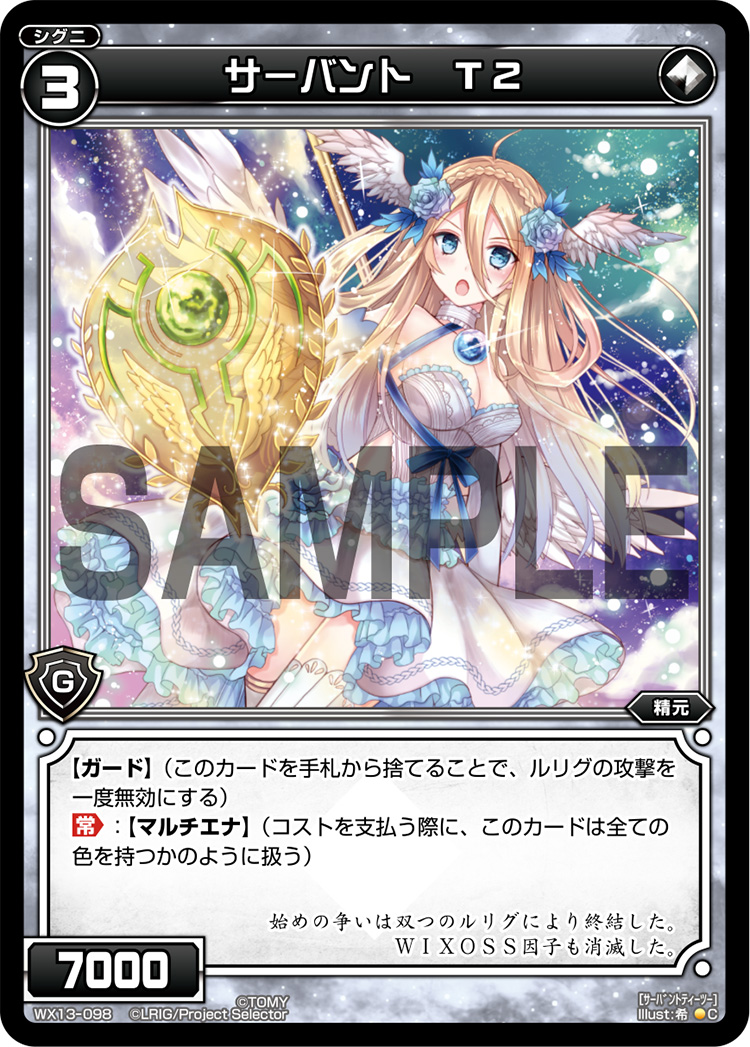 シグニ
3
サーバント　T2
SAMPLE
G
精元
【ガード】（このカードを手札から捨てることで、ルリグの攻撃を
一度無効にする）
常：【マルチエナ】（コストを支払う際に、このカードは全ての
色を持つかのように扱う）
始めの争いは双つのルリグにより終結した。
ＷＩＸＯＳＳ因子も消滅した。
7000
WX13-098 ©LRIG/Project Selector
©TOMY
[サーバントティーツー]
Illust:希 C